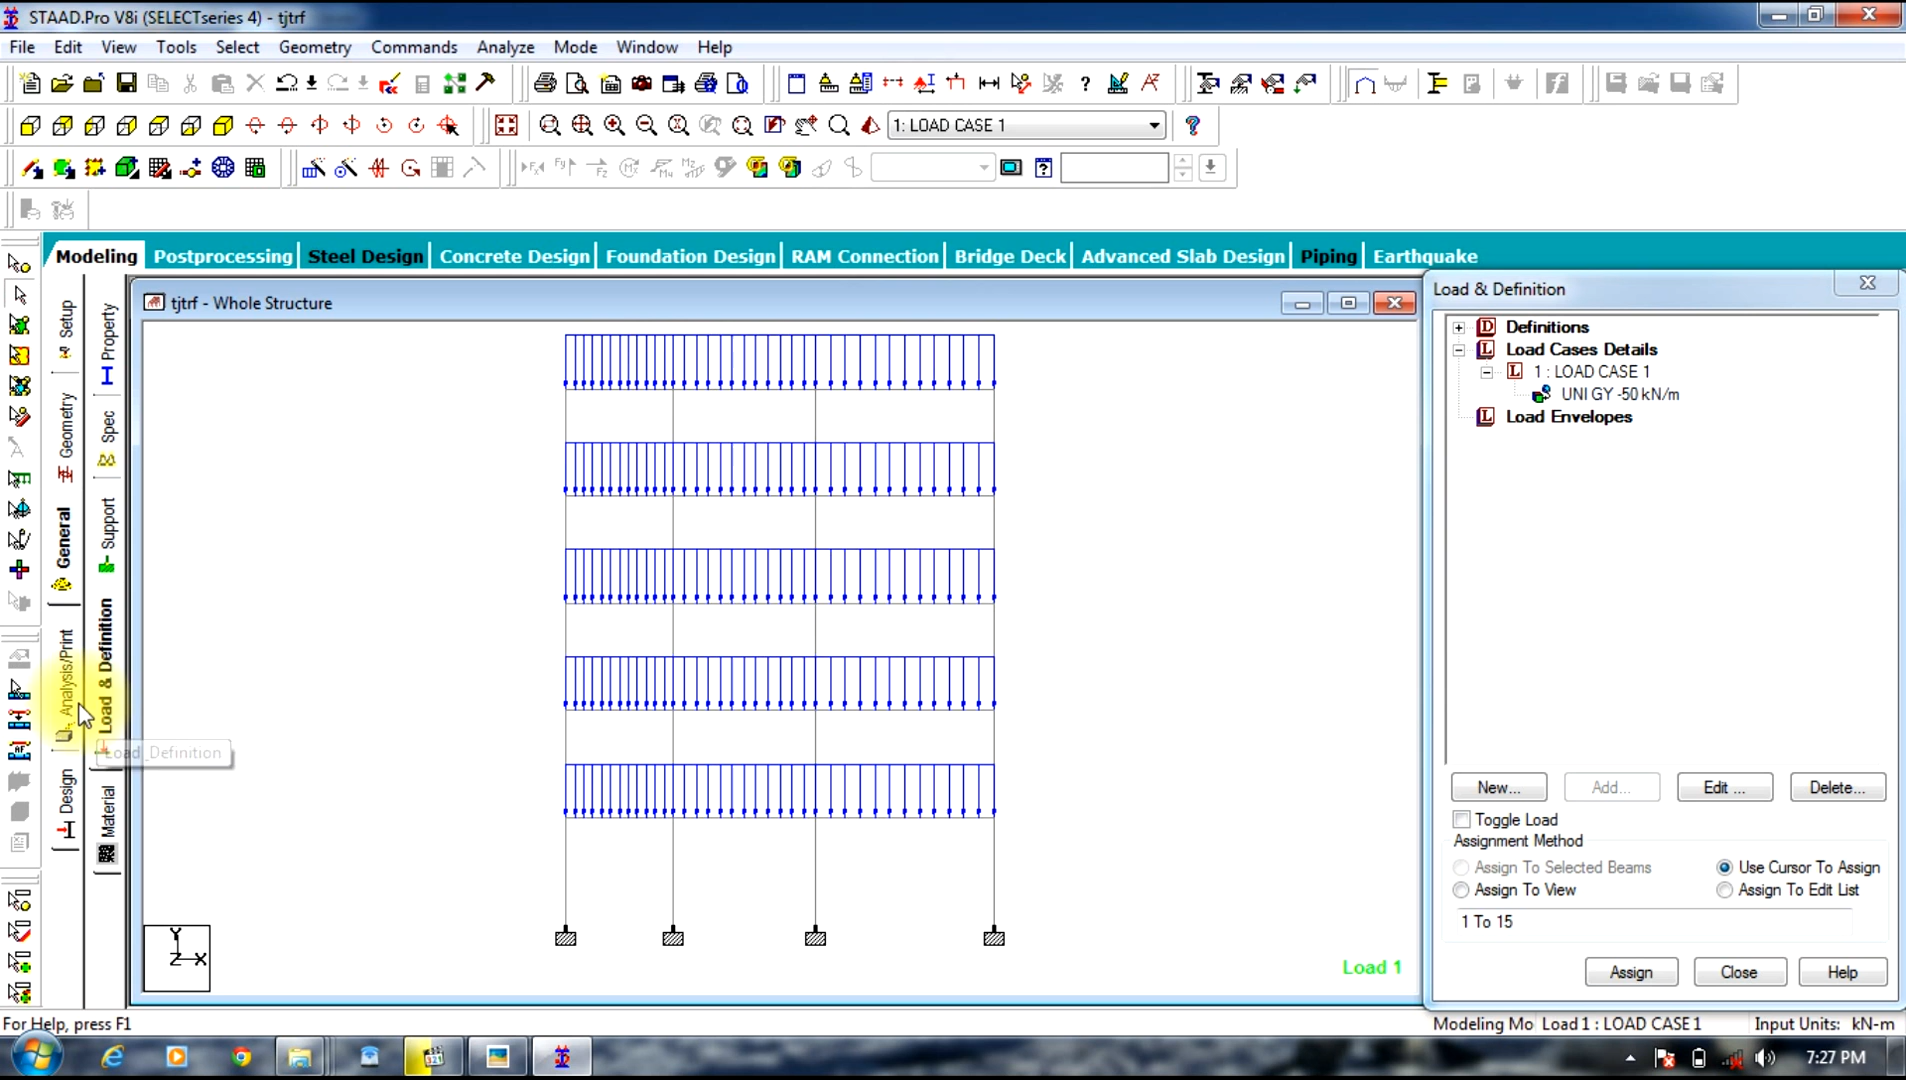 STAAD.Pro V8i (SELECTseries 4) - tjtrf
File Edit View Tools Select Geometry Commands Analyze Mode Window Help
1: LOAD CASE 1
Modeling Postprocessing Steel Design Concrete Design Foundation Design RAM Connection Bridge Deck Advanced Slab Design Piping Earthquake
Setup
Geometry
General
Analysis/Print
Design
Property
Spec
Support
Load & Definition
Material
tjtrf - Whole Structure
Load_Definition
Y
Z X
Load 1
Load & Definition
Definitions
Load Cases Details
1 : LOAD CASE 1
UNI GY -50 kN/m
Load Envelopes
New... Add... Edit ... Delete...
Toggle Load
Assignment Method
Assign To Selected Beams Use Cursor To Assign
Assign To View Assign To Edit List
1 To 15
Assign Close Help
For Help, press F1
Modeling Mo Load 1 : LOAD CASE 1 Input Units: kN-m
7:27 PM